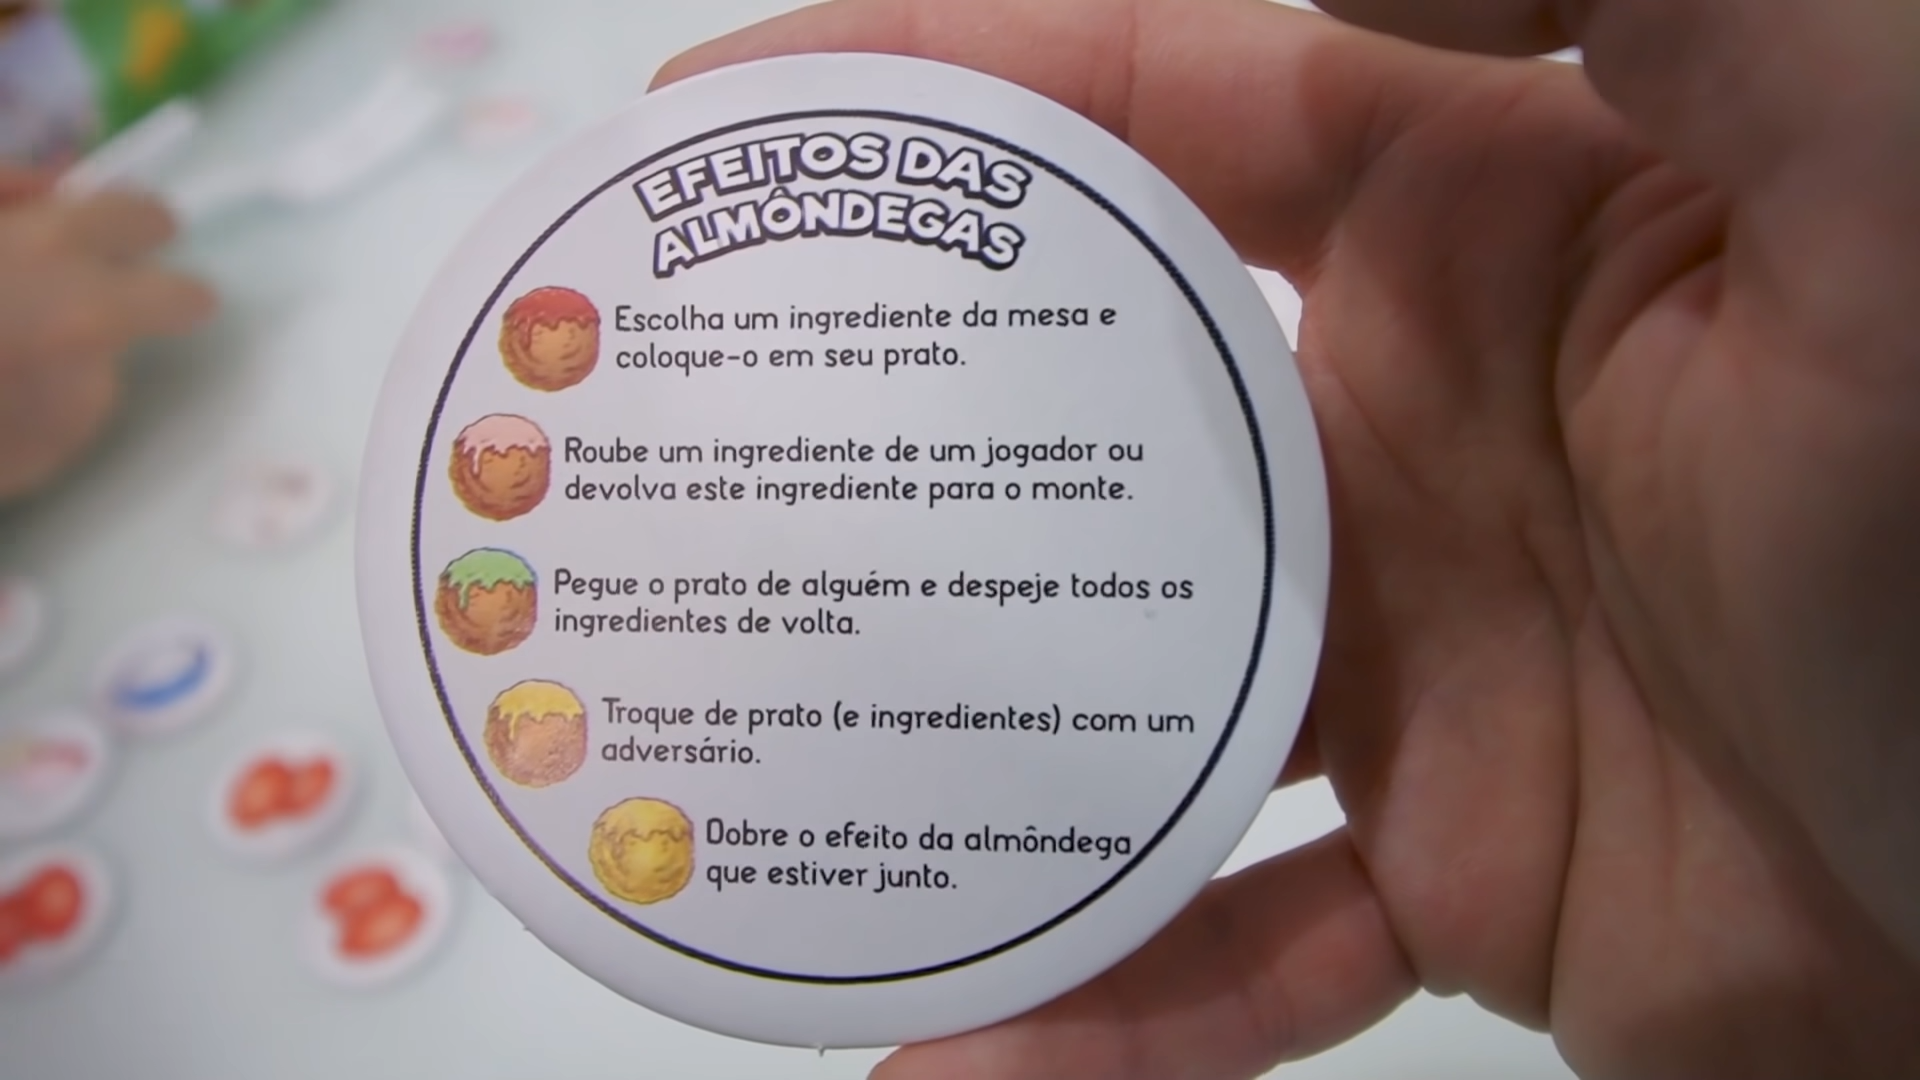 EFEITOS DAS
ALMÔNDEGAS
Escolha um ingrediente da mesa e
coloque-o em seu prato.
Roube um ingrediente de um jogador ou
devolva este ingrediente para o monte.
Pegue o prato de alguém e despeje todos os
ingredientes de volta.
Troque de prato (e ingredientes) com um
adversário.
Dobre o efeito da almôndega
que estiver junto.